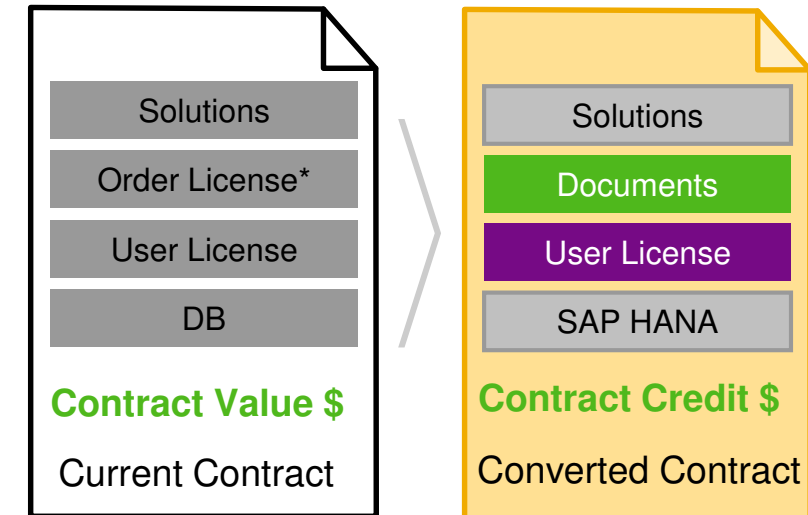 Solutions
Order License*
User License
DB
Contract Value $
Current Contract
Solutions
Documents
User License
SAP HANA
Contract Credit $
Converted Contract